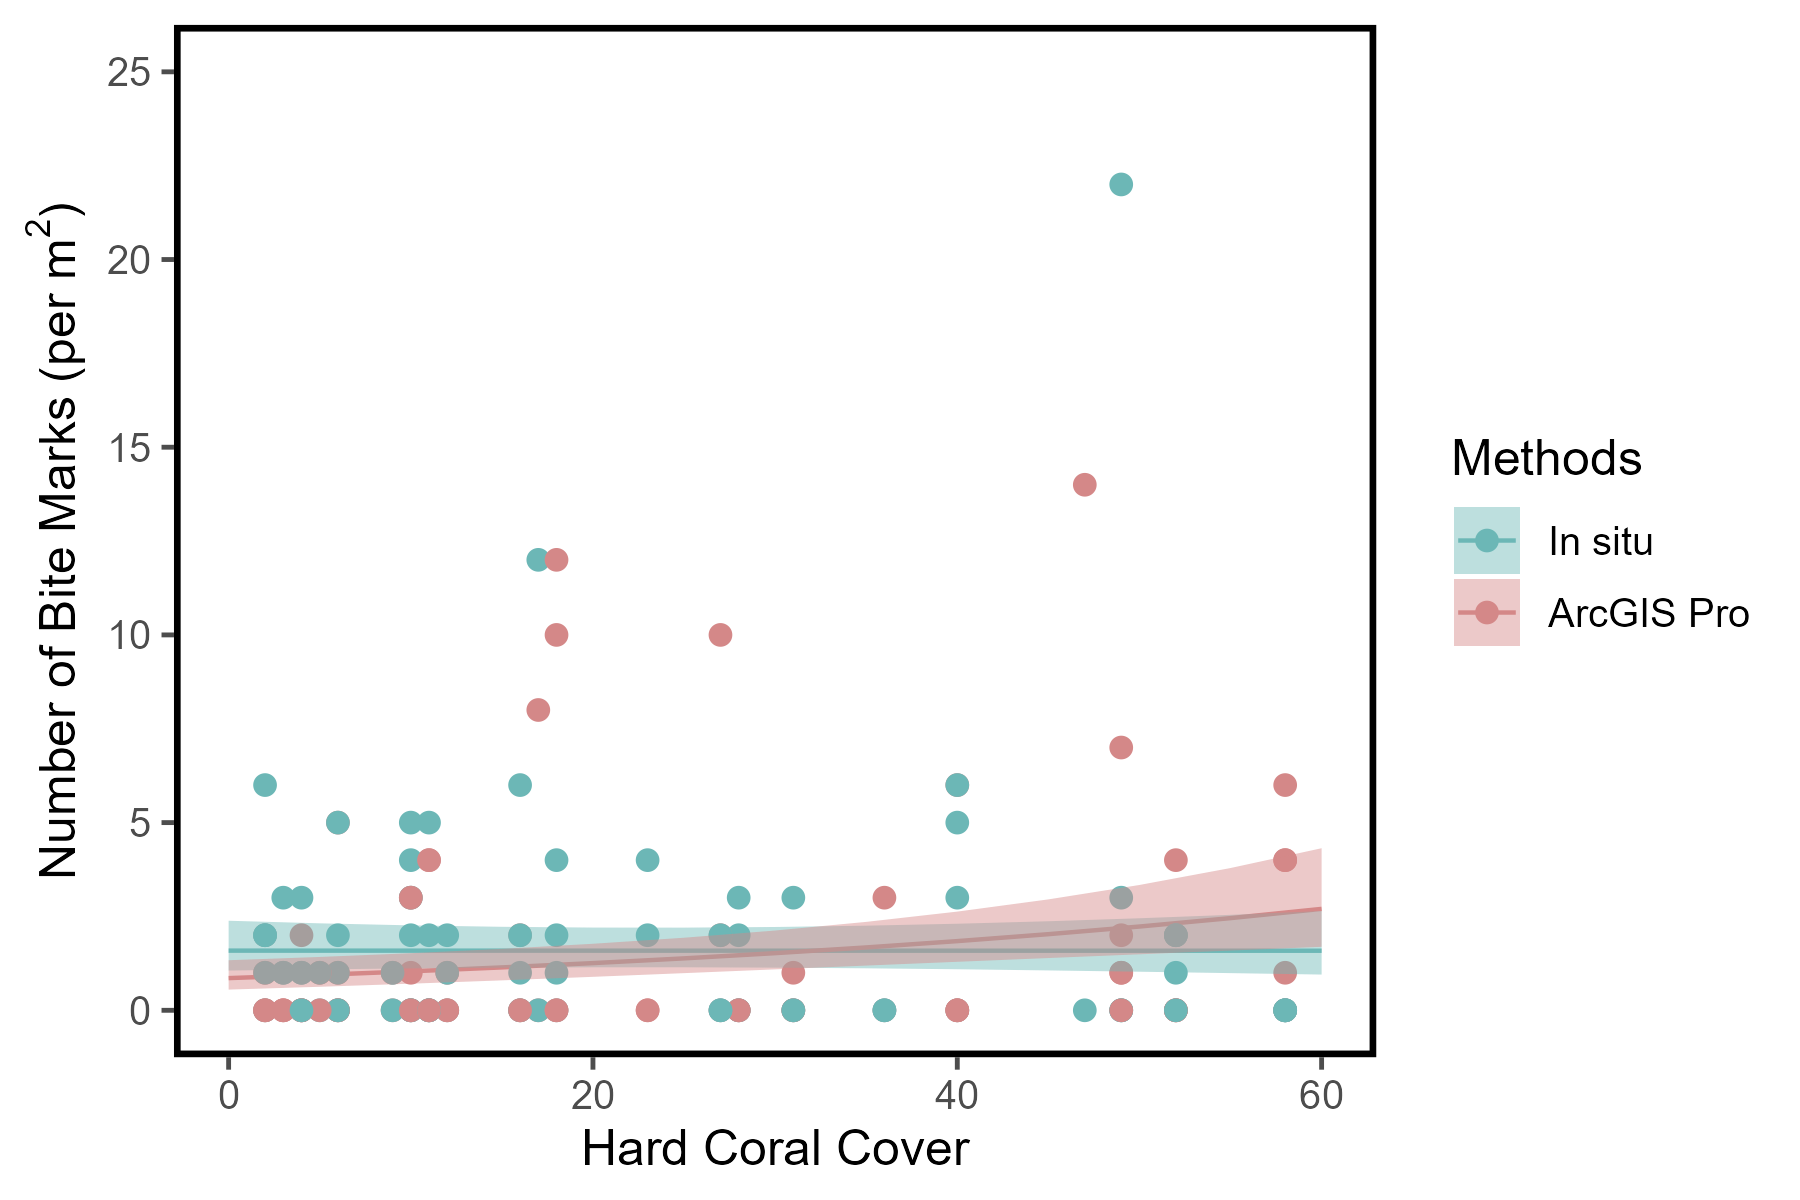 Number of Bite Marks (per m²)
25
20
15
10
5
0
0 20 40 60
Hard Coral Cover
Methods
In situ
ArcGIS Pro